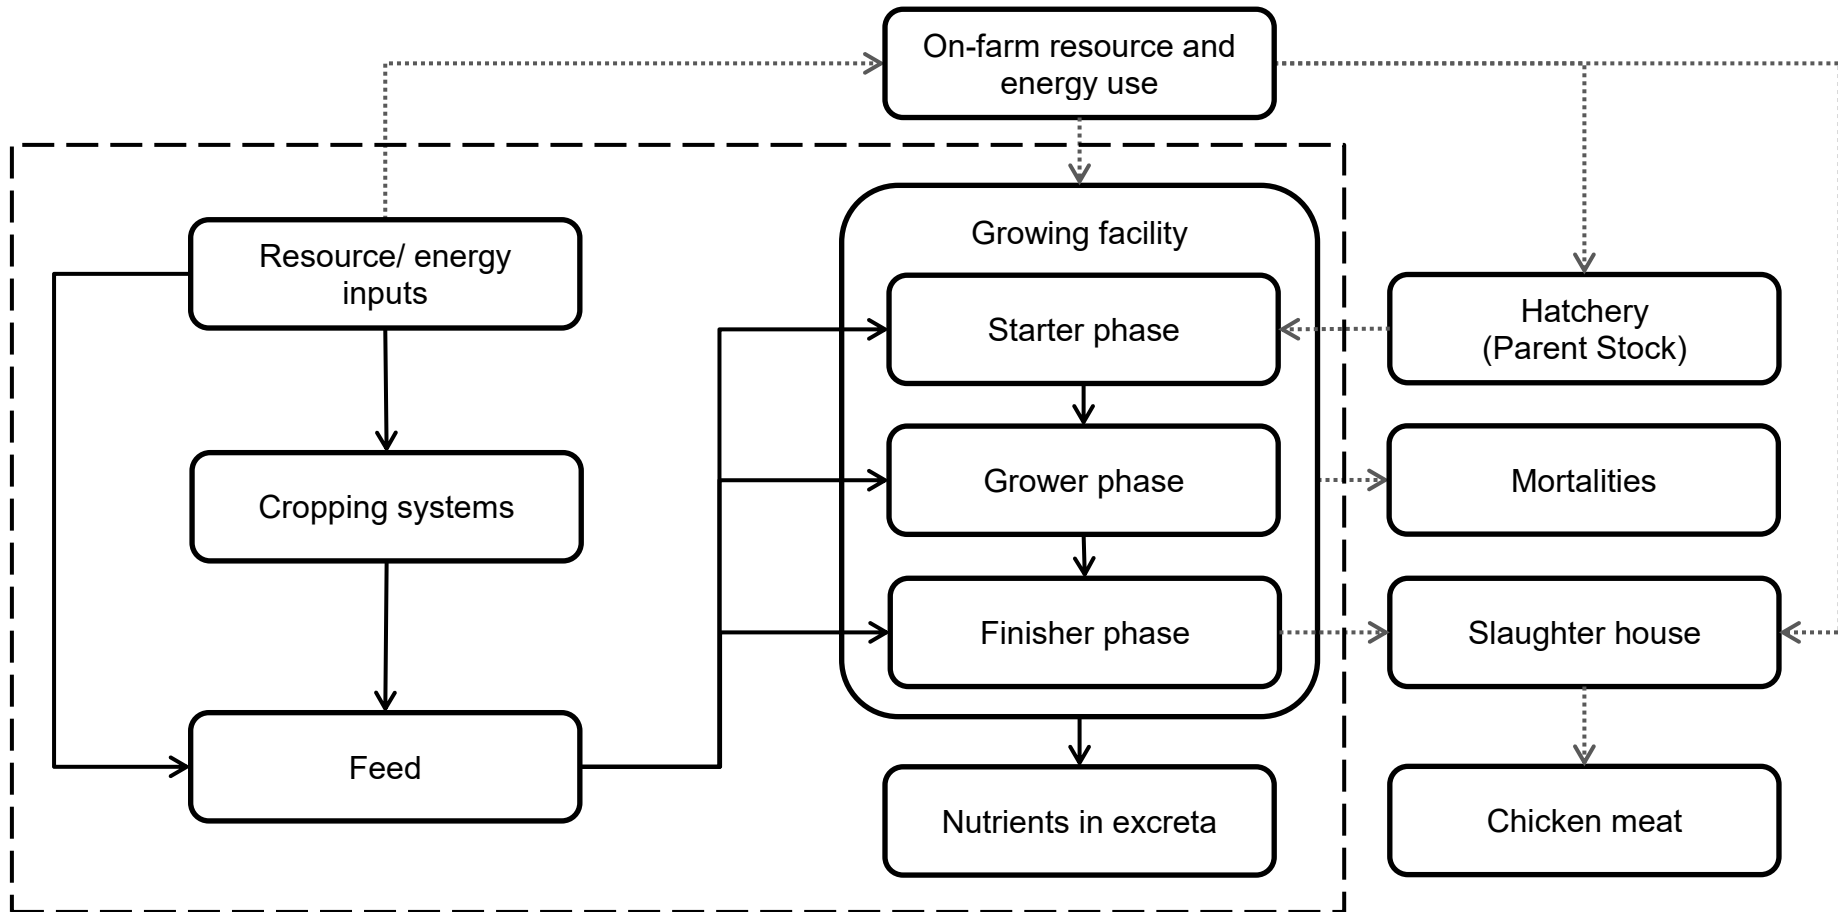 On-farm resource and
energy use
Resource/ energy
inputs
Cropping systems
Feed
Growing facility
Starter phase
Grower phase
Finisher phase
Nutrients in excreta
Hatchery
(Parent Stock)
Mortalities
Slaughter house
Chicken meat